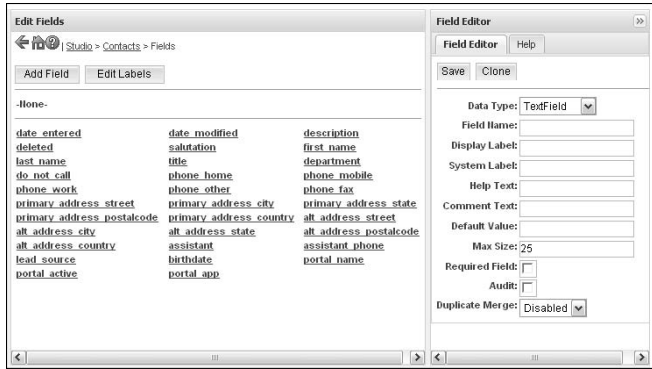 Edit Fields
| Studio > Contacts > Fields
Add Field Edit Labels
-None-
date_entered date_modified description
deleted salutation first_name
last_name title department
do_not_call phone_home phone_mobile
phone_work phone_other phone_fax
primary_address_street primary_address_city primary_address_state
primary_address_postalcode primary_address_country alt_address_street
alt_address_city alt_address_state alt_address_postalcode
alt_address_country assistant assistant_phone
lead_source birthdate portal_name
portal_active portal_app
Field Editor
Field Editor Help
Save Clone
Data Type: TextField
Field Name:
Display Label:
System Label:
Help Text:
Comment Text:
Default Value:
Max Size: 25
Required Field:
Audit:
Duplicate Merge: Disabled